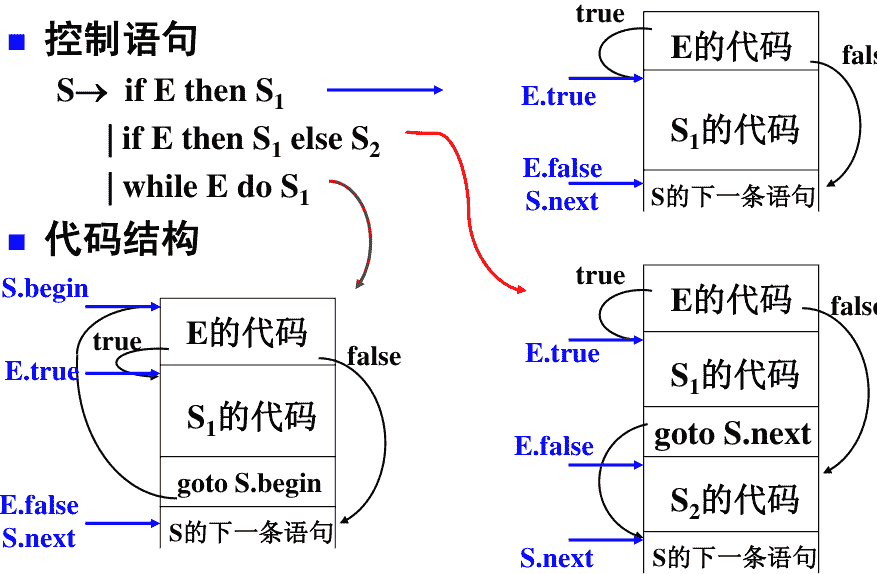 ■ 控制语句
S→ if E then S₁
| if E then S₁ else S₂
| while E do S₁
■ 代码结构
true
E的代码
fals
E.true
S₁的代码
E.false
S.next
S的下一条语句
S.begin
E的代码
true
false
E.true
S₁的代码
goto S.begin
E.false
S.next
S的下一条语句
true
E的代码
false
E.true
S₁的代码
goto S.next
E.false
S₂的代码
S.next
S的下一条语句